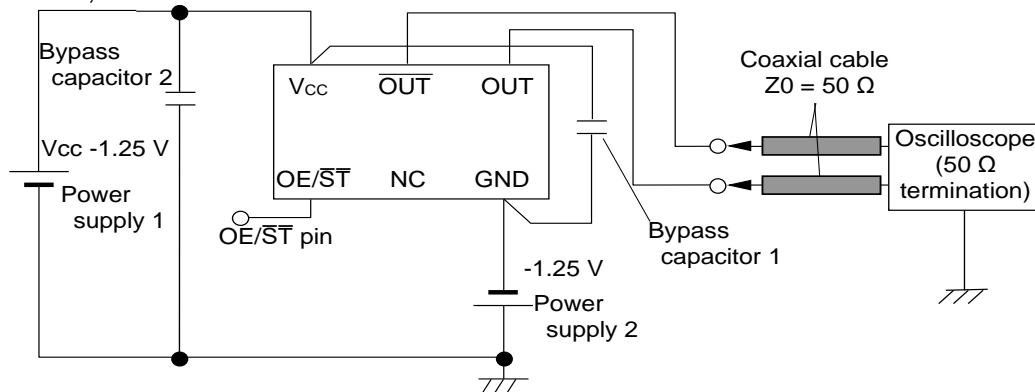 Bypass
capacitor 2
Vcc -1.25 V
Power
supply 1
VCC
OUT
OUT
OE/ST
NC
GND
OE/ST pin
Bypass
capacitor 1
-1.25 V
Power
supply 2
Coaxial cable
Z0 = 50 Ω
Oscilloscope
(50 Ω
termination)